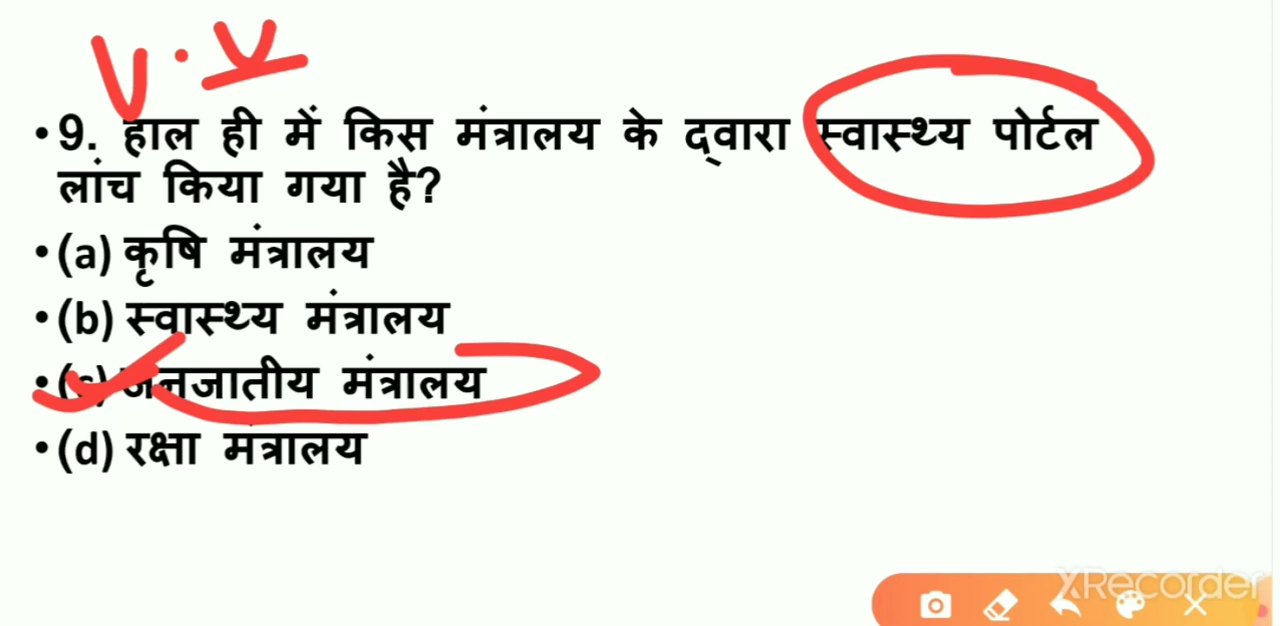 V. V
•9. हाल ही में किस मंत्रालय के द्वारा स्वास्थ्य पोर्टल
लांच किया गया है?
•(a) कृषि मंत्रालय
•(b) स्वास्थ्य मंत्रालय
•(c) जनजातीय मंत्रालय
•(d) रक्षा मंत्रालय
XRecorder